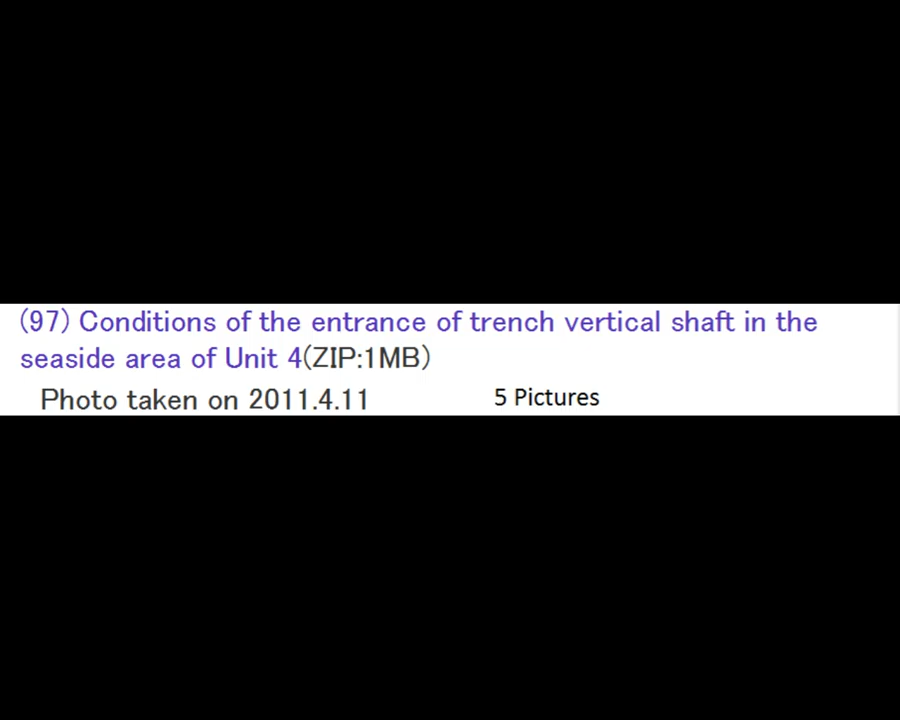 (97) Conditions of the entrance of trench vertical shaft in the
seaside area of Unit 4(ZIP:1MB)
Photo taken on 2011.4.11 5 Pictures